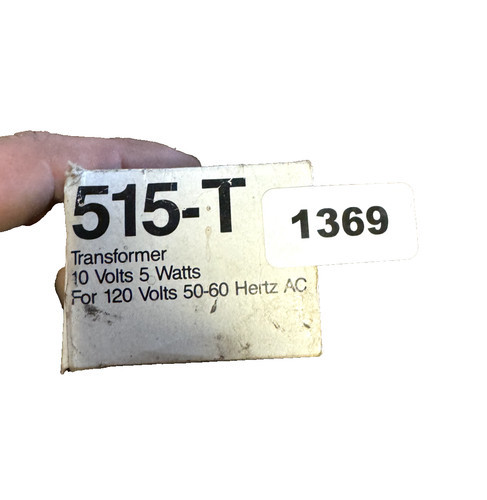 515-T
1369
Transformer
10 Volts 5 Watts
For 120 Volts 50-60 Hertz AC